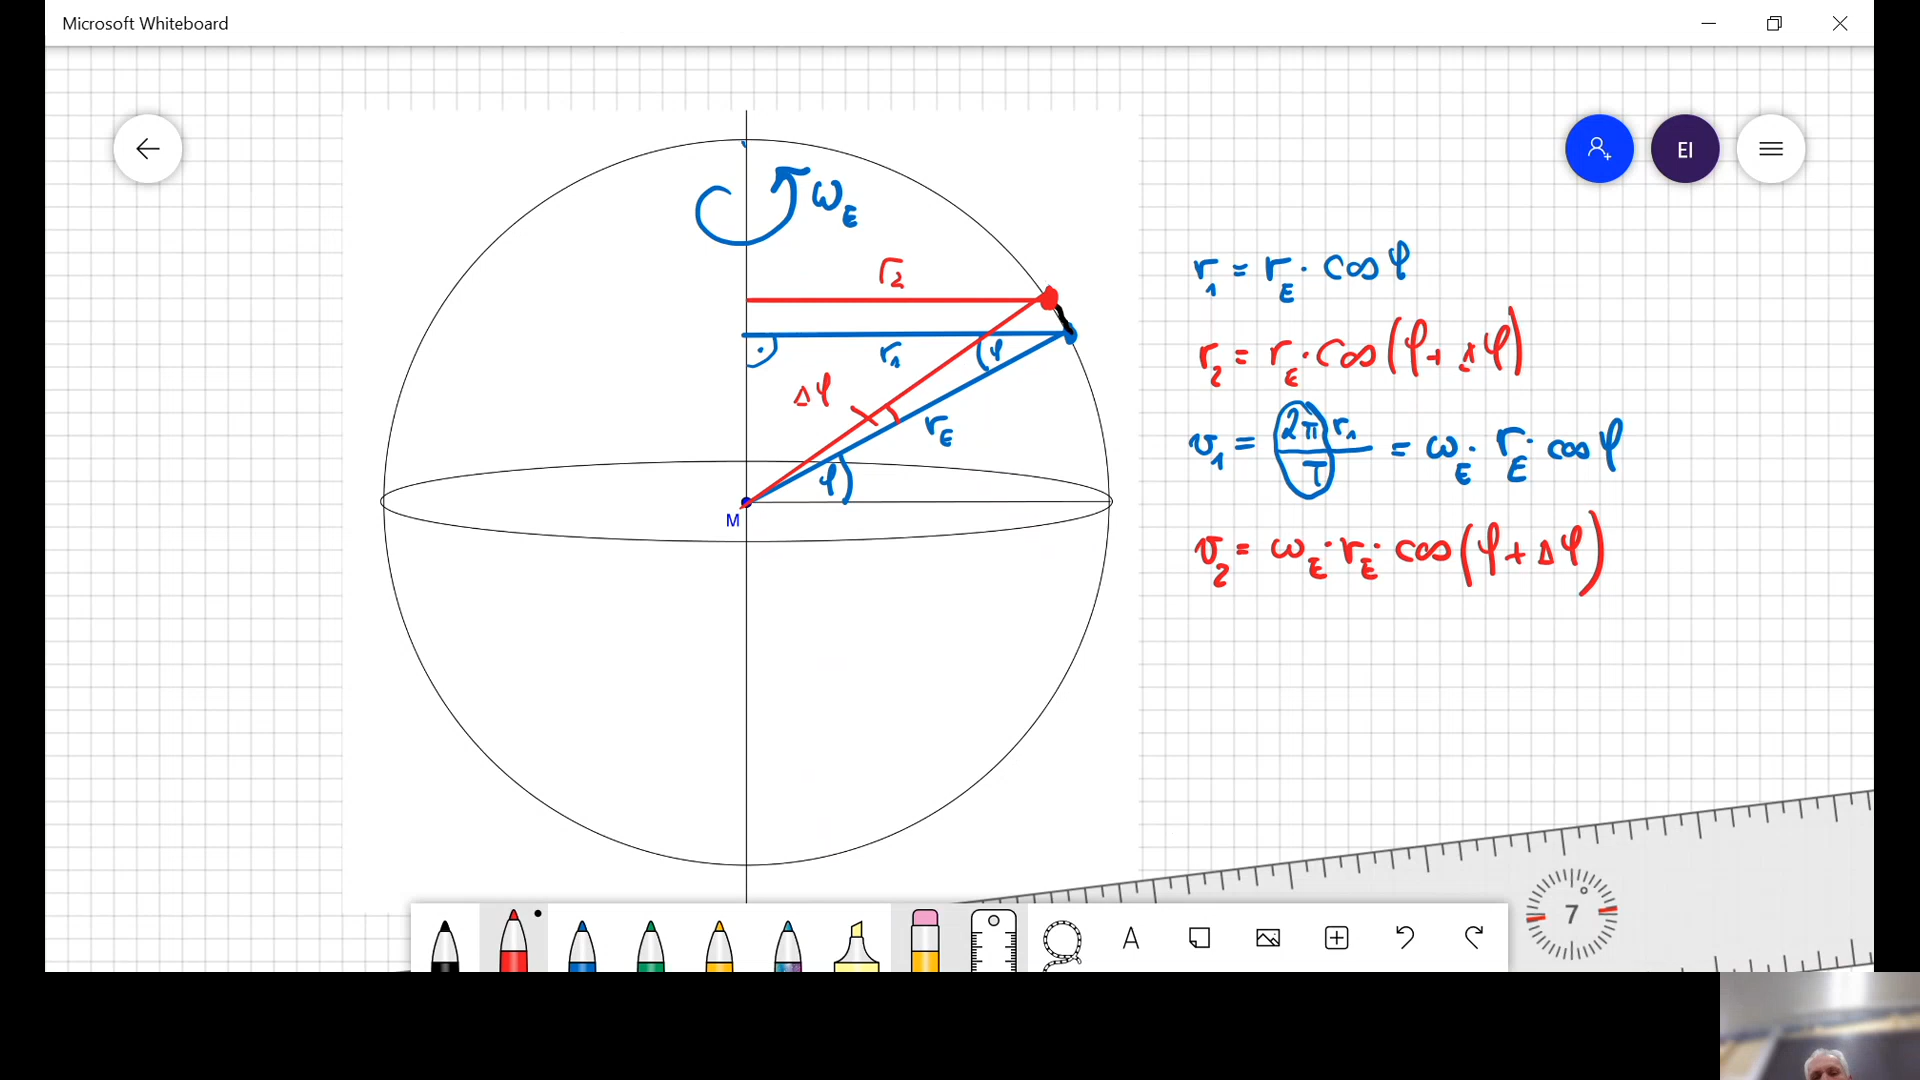 Microsoft Whiteboard
EI
ω_E
r_2
r_1
φ
Δφ
r_E
φ
M
r_1 = r_E · cos φ
r_2 = r_E · cos(φ + Δφ)
v_1 = 2π r_1 / T = ω_E · r_E · cos φ
v_2 = ω_E · r_E · cos(φ + Δφ)
7°
A